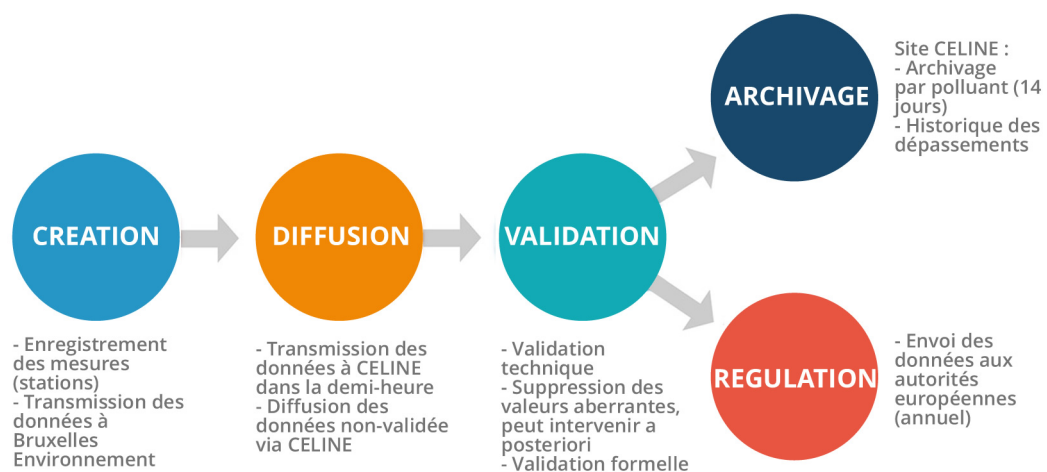 CREATION
- Enregistrement
des mesures
(stations)
- Transmission des
données à
Bruxelles
Environnement
DIFFUSION
- Transmission des
données à CELINE
dans la demi-heure
- Diffusion des
données non-validée
via CELINE
VALIDATION
- Validation
technique
- Suppression des
valeurs aberrantes,
peut intervenir a
posteriori
- Validation formelle
ARCHIVAGE
Site CELINE :
- Archivage
par polluant (14
jours)
- Historique des
dépassements
REGULATION
- Envoi des
données aux
autorités
européennes
(annuel)